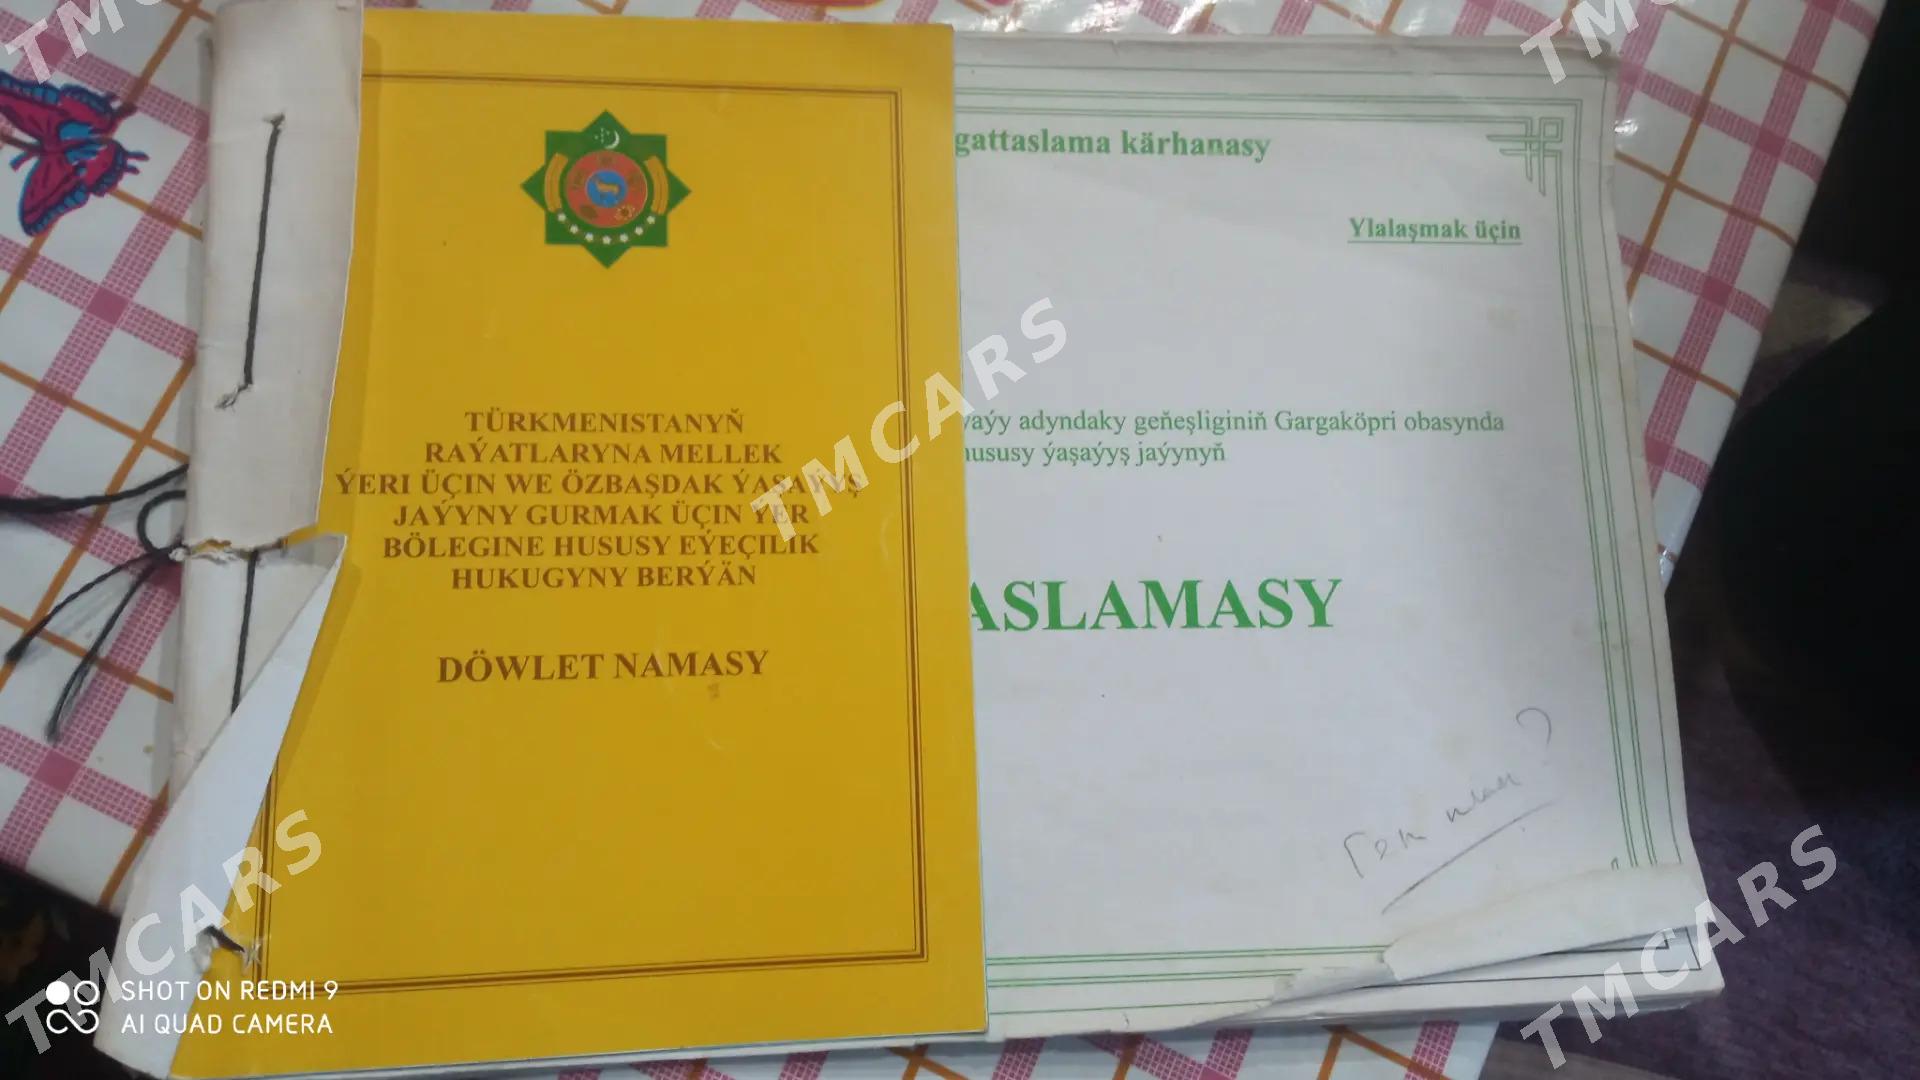 TÜRKMENISTANYŇ
RAÝATLARYNA MELLEK
ÝERI ÜÇIN WE ÖZBAŞDAK ÝAŞAÝYŞ
JAÝYNY GURMAK ÜÇIN ÝER
BÖLEGINE HUSUSY EÝEÇILIK
HUKUGYNY BERÝÄN
DÖWLET NAMASY
gattaslama kärhanasy
Ylalaşmak üçin
adyndaky geňeşliginiň Gargaköpri obasynda
hususy ýaşaýyş jaýynyň
ASLAMASY
SHOT ON REDMI 9
AI QUAD CAMERA
TMCARS
TMCARS
TMCARS
TMCARS